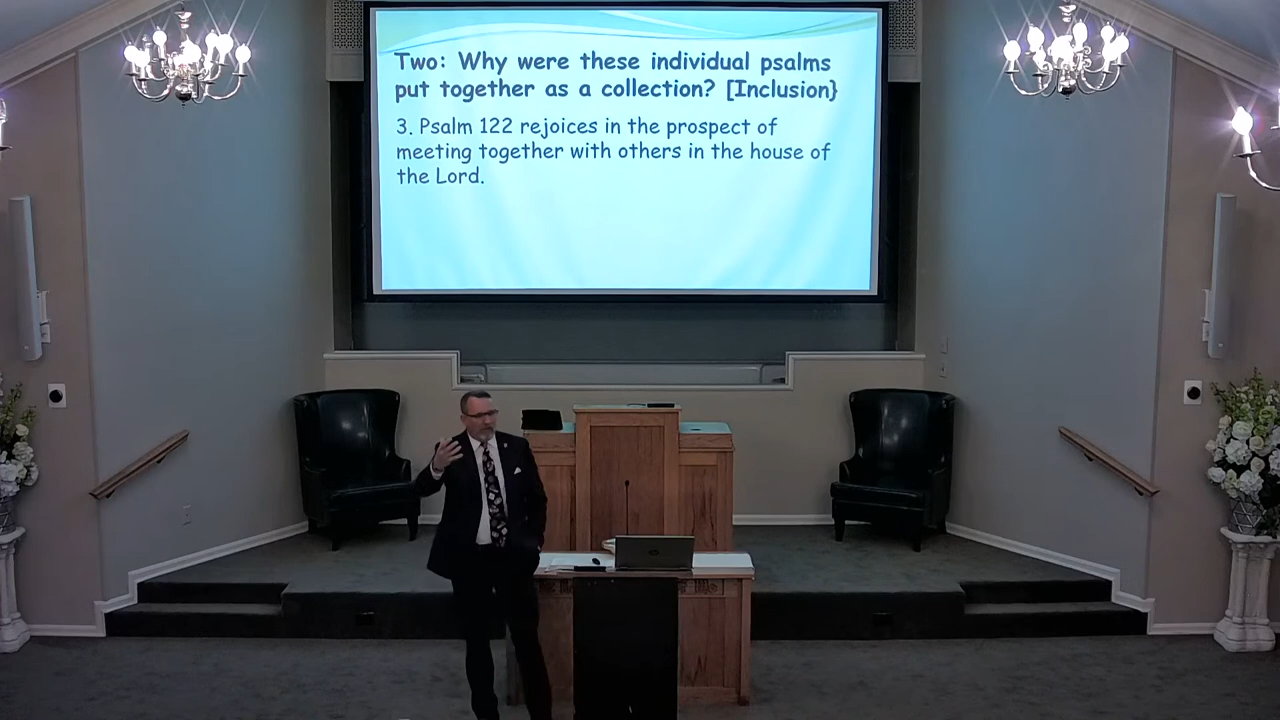 Two: Why were these individual psalms
put together as a collection? [Inclusion}
3. Psalm 122 rejoices in the prospect of
meeting together with others in the house of
the Lord.